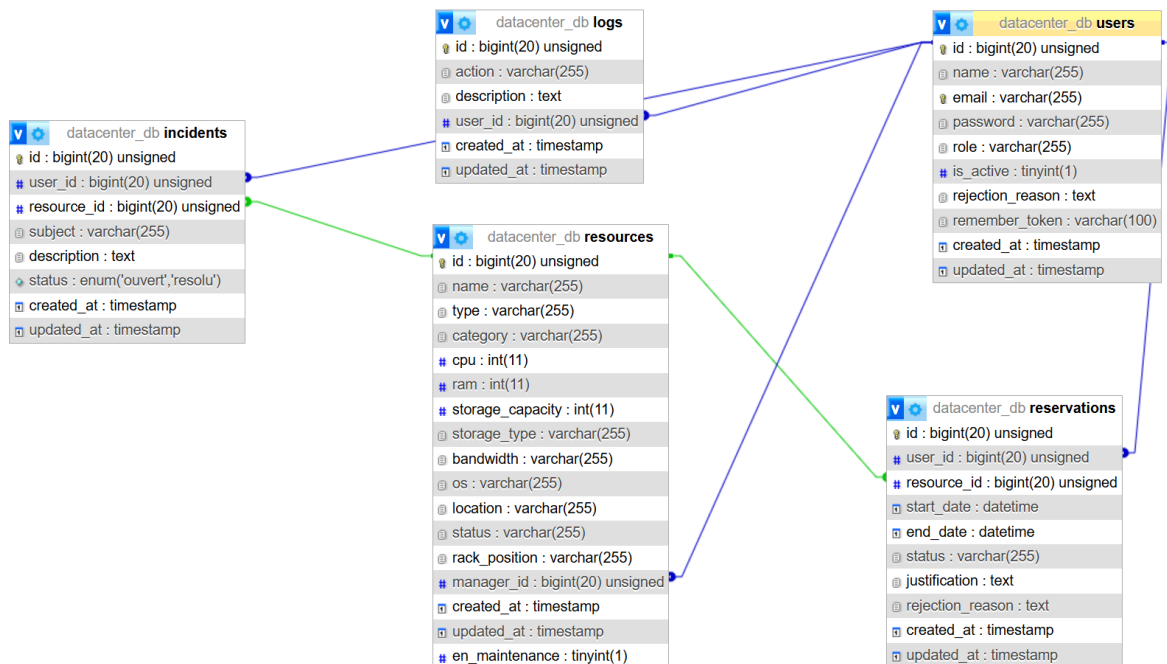 datacenter_db logs
id : bigint(20) unsigned
action : varchar(255)
description : text
user_id : bigint(20) unsigned
created_at : timestamp
updated_at : timestamp
datacenter_db users
id : bigint(20) unsigned
name : varchar(255)
email : varchar(255)
password : varchar(255)
role : varchar(255)
is_active : tinyint(1)
rejection_reason : text
remember_token : varchar(100)
created_at : timestamp
updated_at : timestamp
datacenter_db incidents
id : bigint(20) unsigned
user_id : bigint(20) unsigned
resource_id : bigint(20) unsigned
subject : varchar(255)
description : text
status : enum('ouvert','resolu')
created_at : timestamp
updated_at : timestamp
datacenter_db resources
id : bigint(20) unsigned
name : varchar(255)
type : varchar(255)
category : varchar(255)
cpu : int(11)
ram : int(11)
storage_capacity : int(11)
storage_type : varchar(255)
bandwidth : varchar(255)
os : varchar(255)
location : varchar(255)
status : varchar(255)
rack_position : varchar(255)
manager_id : bigint(20) unsigned
created_at : timestamp
updated_at : timestamp
en_maintenance : tinyint(1)
datacenter_db reservations
id : bigint(20) unsigned
user_id : bigint(20) unsigned
resource_id : bigint(20) unsigned
start_date : datetime
end_date : datetime
status : varchar(255)
justification : text
rejection_reason : text
created_at : timestamp
updated_at : timestamp